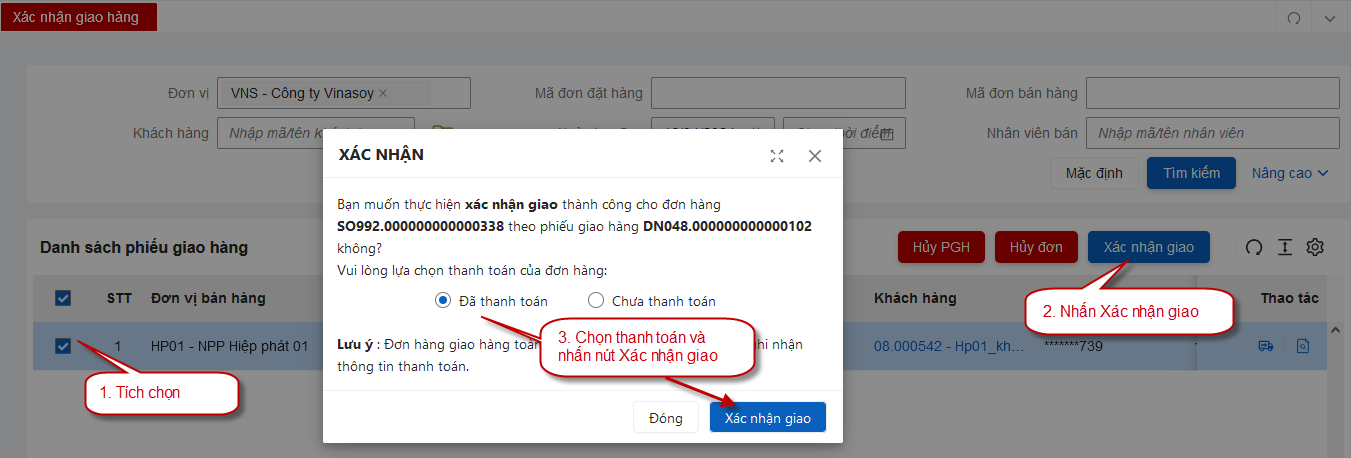 Xác nhận giao hàng
Đơn vị
VNS - Công ty Vinasoy ×
Mã đơn đặt hàng
Mã đơn bán hàng
Khách hàng
Nhập mã/tên
Nhân viên bán
Nhập mã/tên nhân viên
Mặc định
Tìm kiếm
Nâng cao
XÁC NHẬN
Bạn muốn thực hiện xác nhận giao thành công cho đơn hàng
SO992.000000000000338 theo phiếu giao hàng DN048.000000000000102
không?
Vui lòng lựa chọn thanh toán của đơn hàng:
Đã thanh toán
Chưa thanh toán
Lưu ý : Đơn hàng giao hàng nhận
thông tin thanh toán.
Đóng
Xác nhận giao
Danh sách phiếu giao hàng
Hủy PGH
Hủy đơn
Xác nhận giao
STT
Đơn vị bán hàng
Khách hàng
Thao tác
1
HP01 - NPP Hiệp phát 01
08.000542 - Hp01_kh...
*******739
1. Tích chọn
2. Nhấn Xác nhận giao
3. Chọn thanh toán và
nhấn nút Xác nhận giao